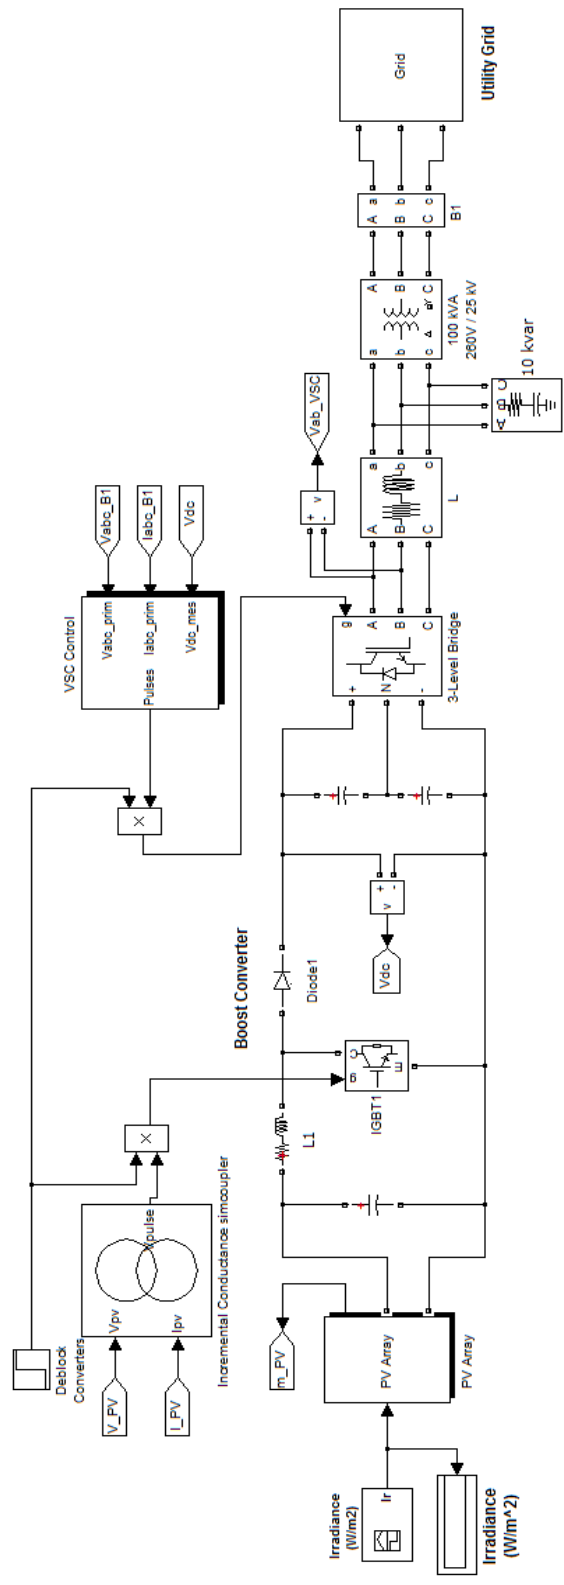 Deblock
Converters
V_PV
I_PV
Vpv
Ipv
pulse
Incremental Conductance simcoupler
×
×
VSC Control
Pulses
Vabc_prim
Iabc_prim
Vdc_mes
Vabc_B1
Iabc_B1
Vdc
Boost Converter
m_PV
Irradiance
(W/m2)
Ir
Irradiance
(W/m^2)
PV Array
PV Array
L1
g
C
E
IGBT1
Diode1
+
-
v
Vdc
+
N
-
g
A
B
C
3-Level Bridge
+
-
v
Vab_VSC
A
B
C
a
b
c
L
A
B
C
10 kvar
a
b
c
A
B
C
Δ
Yg
100 kVA
260V / 25 kV
A
B
C
a
b
c
B1
Grid
Utility Grid